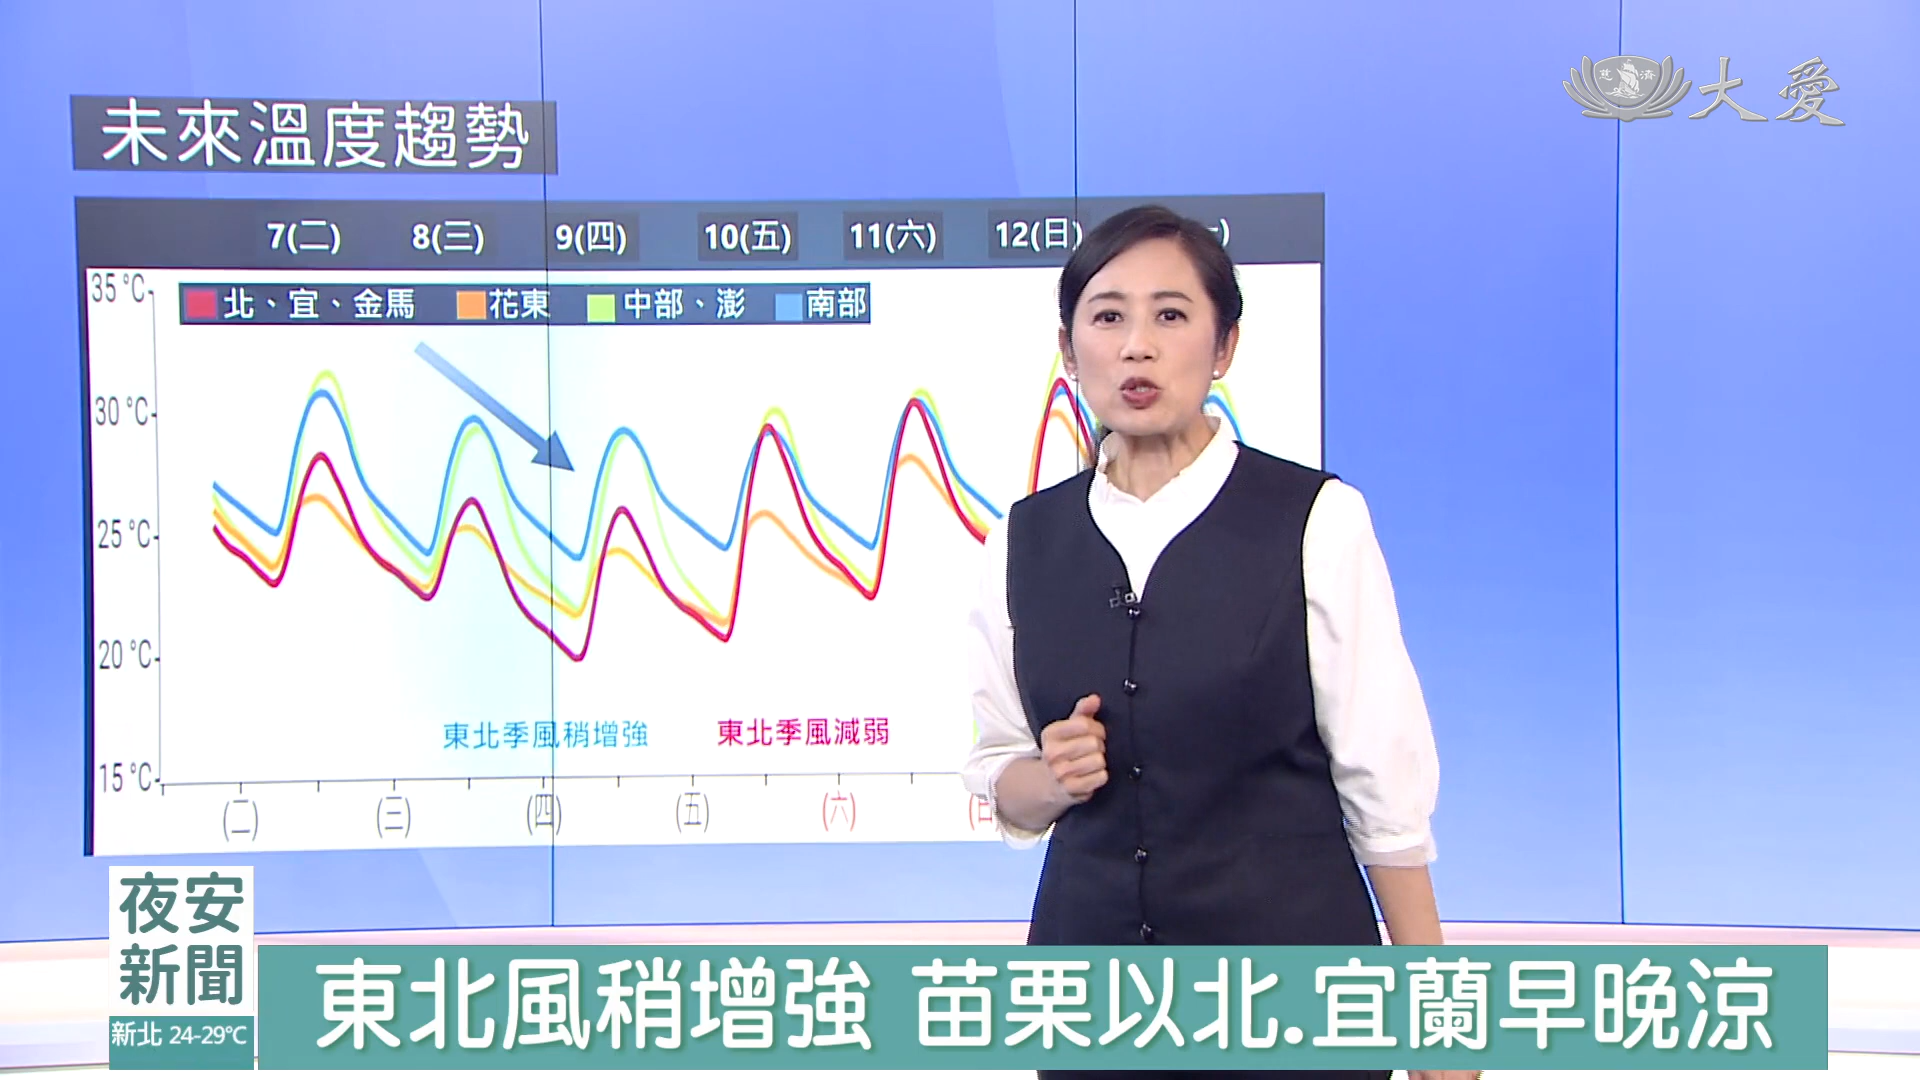 慈濟
大愛
未來溫度趨勢
7(二) 8(三) 9(四) 10(五) 11(六) 12(日)
35°C
北、宜、金馬 花東 中部、澎 南部
30°C
25°C
20°C
東北季風稍增強 東北季風減弱
15°C
(二) (三) (四) (五) (六) (日)
夜安
新聞
新北 24-29°C
東北風稍增強 苗栗以北.宜蘭早晚涼